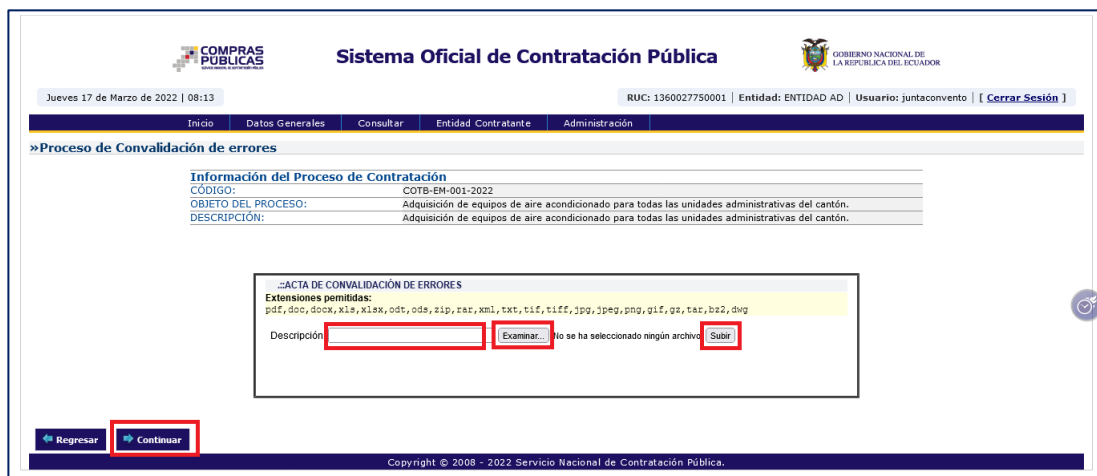 COMPRAS
PÚBLICAS
Sistema Oficial de Contratación Pública
GOBIERNO NACIONAL DE
LA REPUBLICA DEL ECUADOR
Jueves 17 de Marzo de 2022 | 08:13
RUC: 1360027750001 | Entidad: ENTIDAD AD | Usuario: juntaconvento | [ Cerrar Sesión ]
Inicio | Datos Generales | Consultar | Entidad Contratante | Administración
»Proceso de Convalidación de errores
Información del Proceso de Contratación
CÓDIGO: COTB-EM-001-2022
OBJETO DEL PROCESO: Adquisición de equipos de aire acondicionado para todas las unidades administrativas del cantón.
DESCRIPCIÓN: Adquisición de equipos de aire acondicionado para todas las unidades administrativas del cantón.
.::ACTA DE CONVALIDACIÓN DE ERRORES
Extensiones pemitidas:
pdf,doc,docx,xls,xlsx,odt,ods,zip,rar,xml,txt,tif,tiff,jpg,jpeg,png,gif,gz,tar,bz2,dwg
Descripción Examinar... No se ha seleccionado ningún archivo. Subir
Regresar Continuar
Copyright © 2008 - 2022 Servicio Nacional de Contratación Pública.